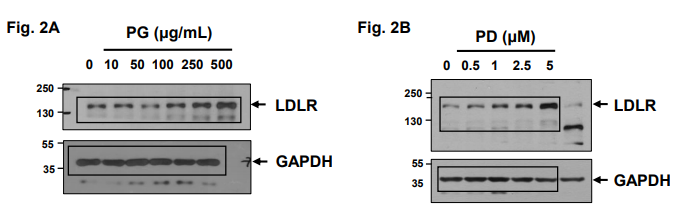 Fig. 2A
PG (µg/mL)
0 10 50 100 250 500
250
130
LDLR
55
35
GAPDH
Fig. 2B
PD (µM)
0 0.5 1 2.5 5
250
130
LDLR
55
35
GAPDH